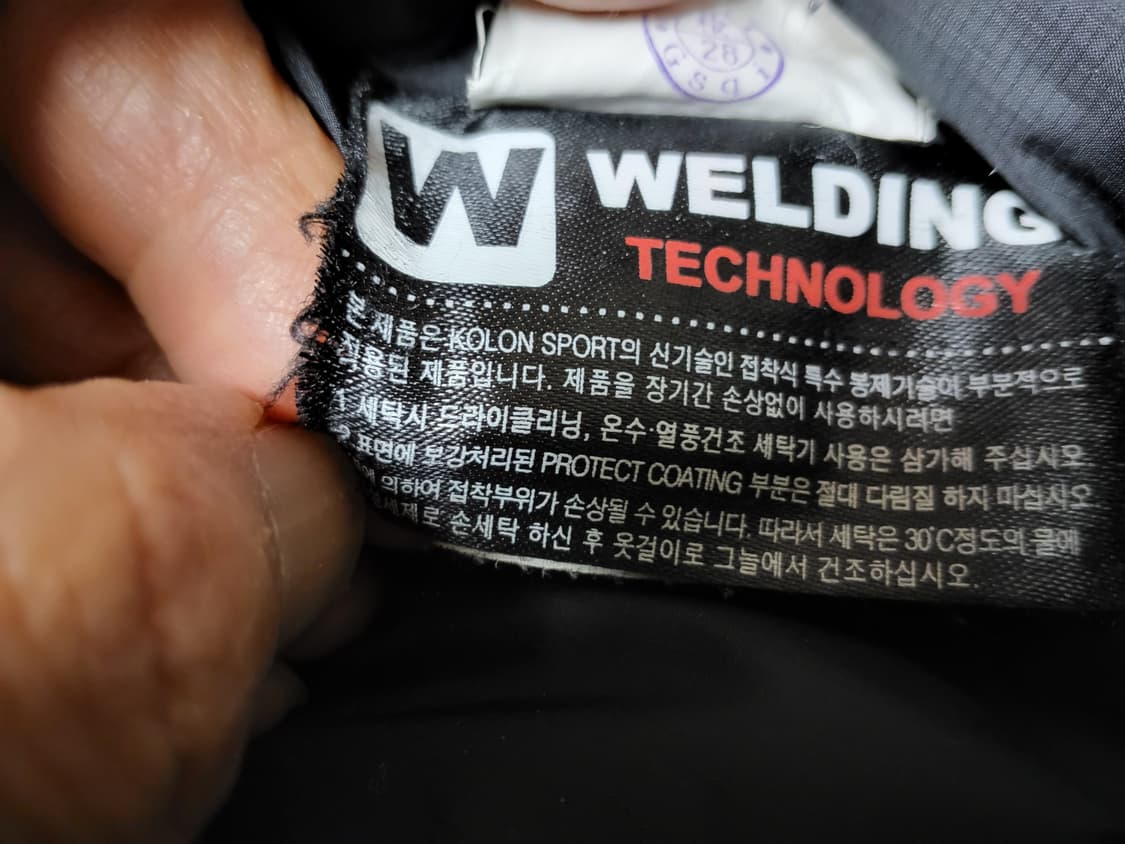 28
GSDI
W WELDING
TECHNOLOGY
본 제품은 KOLON SPORT의 신기술인 접착식 특수 봉제기술이 부분적으로
적용된 제품입니다. 제품을 장기간 손상없이 사용하시려면
1 세탁시 드라이클리닝, 온수·열풍건조 세탁기 사용은 삼가해 주십시오.
표면에 보강처리된 PROTECT COATING 부분은 절대 다림질 하지 마십시오
의하여 접착부위가 손상될 수 있습니다. 따라서 세탁은 30˚C정도의 물에
손세탁 하신 후 옷걸이로 그늘에서 건조하십시오.